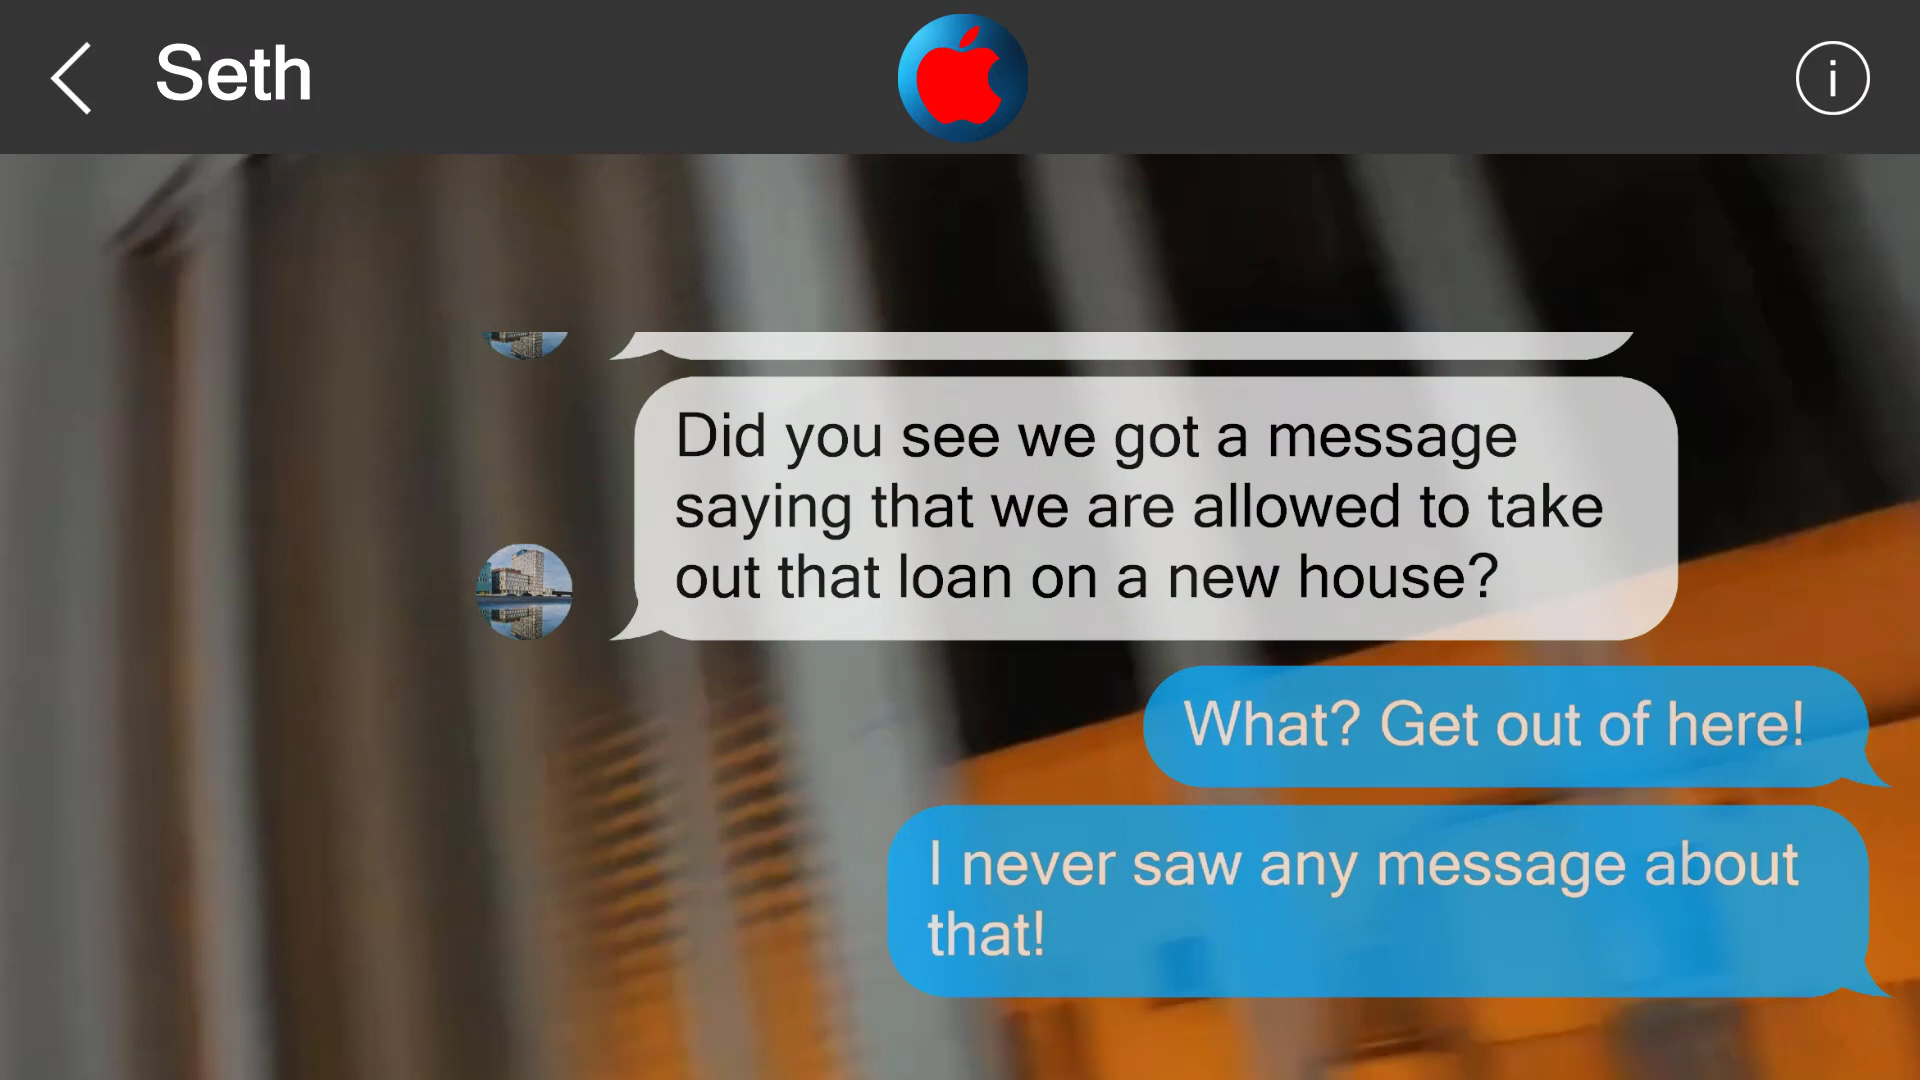 Seth
i
Did you see we got a message
saying that we are allowed to take
out that loan on a new house?
What? Get out of here!
I never saw any message about
that!